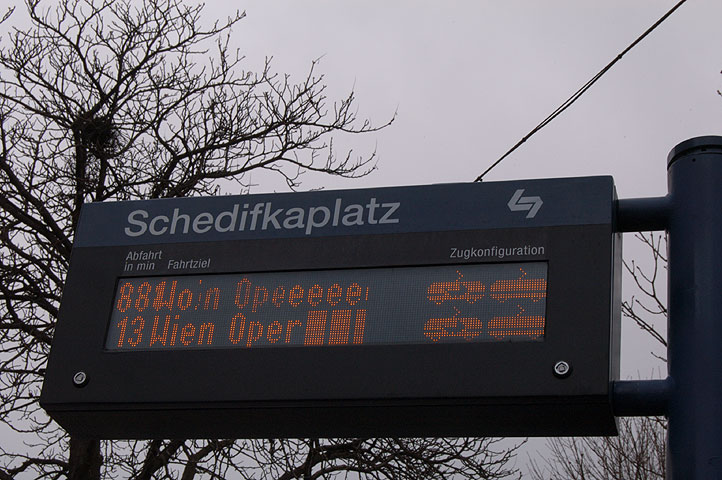 Schedifkaplatz
Abfahrt
in min Fahrtziel
Zugkonfiguration
13 Wien Oper